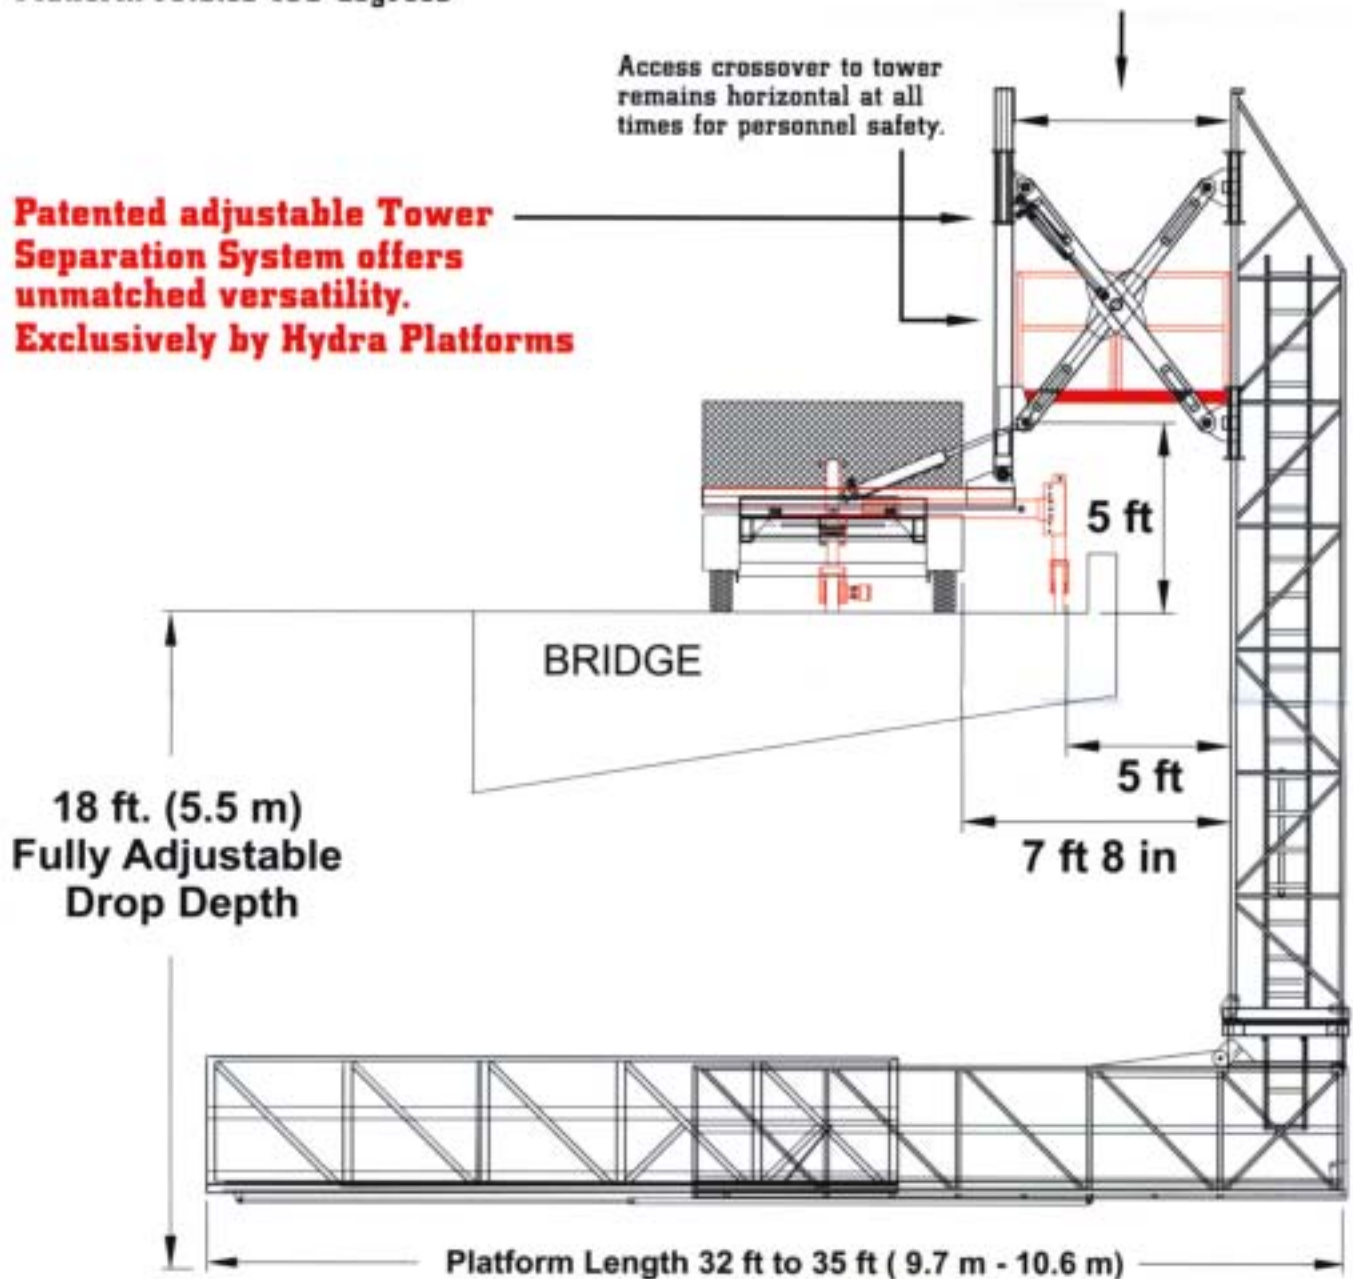 Access crossover to tower
remains horizontal at all
times for personnel safety.
Patented adjustable Tower
Separation System offers
unmatched versatility.
Exclusively by Hydra Platforms
5 ft
BRIDGE
5 ft
7 ft 8 in
18 ft. (5.5 m)
Fully Adjustable
Drop Depth
Platform Length 32 ft to 35 ft ( 9.7 m - 10.6 m)